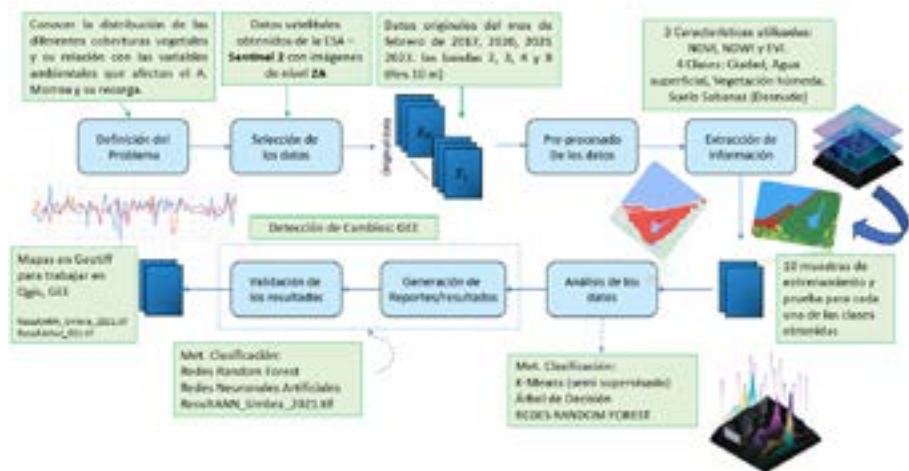 Conocer la distribución de las
diferentes coberturas vegetales
y su relación con las variables
ambientales que afectan el A.
Morroa y su recarga.
Datos satelitales
obtenidos de la ESA –
Sentinel 2 con imágenes
de nivel 2A
Datos originales del mes de
febrero de 2017, 2020, 2021
2023. las bandas 2, 3, 4 y 8
(Res 10 m)
3 Características utilizadas:
NDVI, NDWI y EVI.
4 Clases: Ciudad, Agua
superficial, Vegetación húmeda,
Suelo Sabanas (Desnudo)
Definición del
Problema
Selección de
los datos
Original data
Pre-procesado
De los datos
Extracción de
información
Detección de Cambios: GEE
Mapas en Geotiff
para trabajar en
Qgis, GEE
Validación de
los resultados
Generación de
Reportes/resultados
Análisis de los
datos
10 muestras de
entrenamiento y
prueba para cada
una de las clases
obtenidas
Met. Clasificación:
Redes Random Forest
Redes Neuronales Artificiales
ResultANN_Umbra_2021.tif
Met. Clasificación:
K-Means (semi supervisado)
Árbol de Decisión
REDES RANDOM FOREST